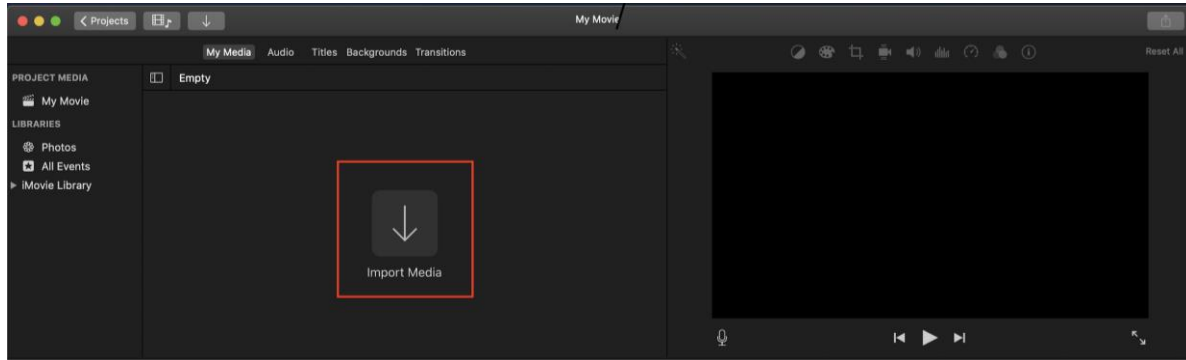 Projects
My Movie
My Media Audio Titles Backgrounds Transitions
Reset All
PROJECT MEDIA
Empty
My Movie
LIBRARIES
Photos
All Events
iMovie Library
Import Media